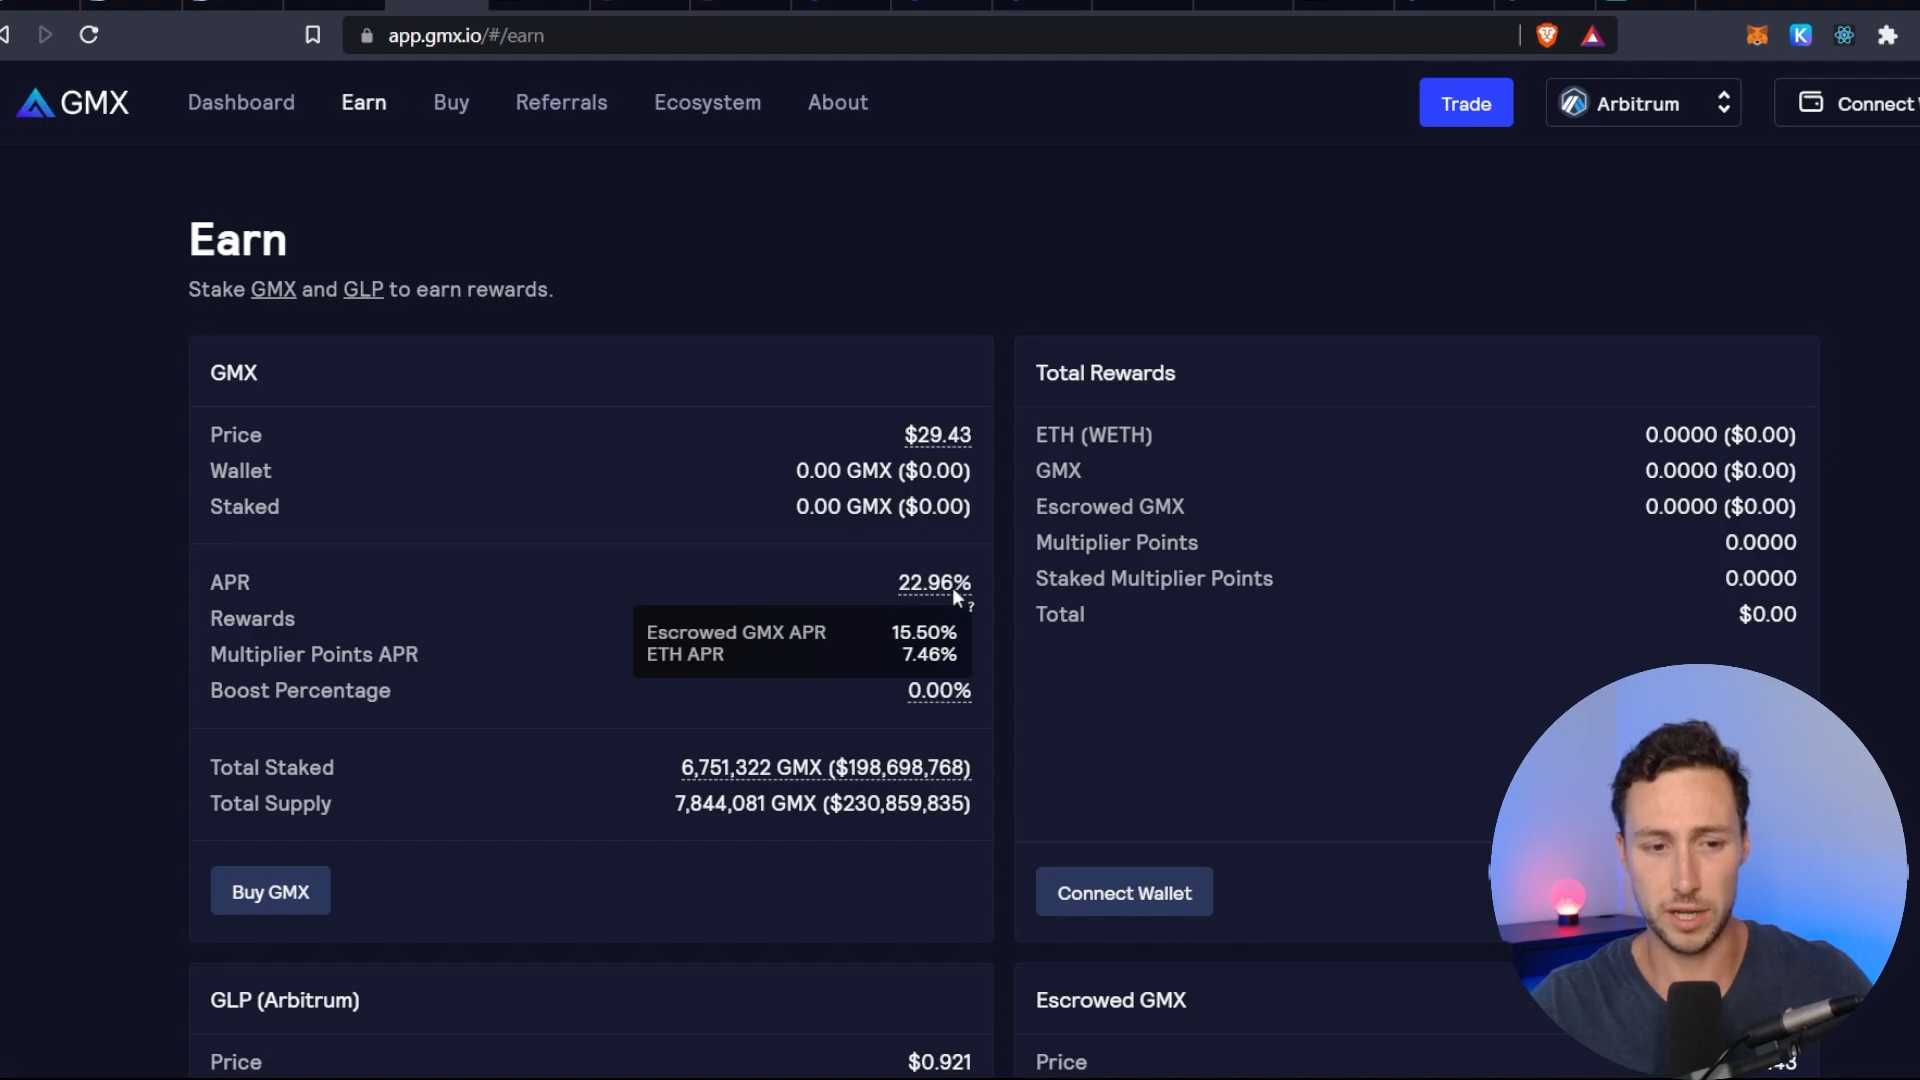 app.gmx.io/#/earn
GMX
Dashboard
Earn
Buy
Referrals
Ecosystem
About
Trade
Arbitrum
Connect
Earn
Stake GMX and GLP to earn rewards.
GMX
Price $29.43
Wallet 0.00 GMX ($0.00)
Staked 0.00 GMX ($0.00)
APR 22.96%
Rewards
Escrowed GMX APR 15.50%
ETH APR 7.46%
Multiplier Points APR
Boost Percentage 0.00%
Total Staked 6,751,322 GMX ($198,698,768)
Total Supply 7,844,081 GMX ($230,859,835)
Buy GMX
Total Rewards
ETH (WETH) 0.0000 ($0.00)
GMX 0.0000 ($0.00)
Escrowed GMX 0.0000 ($0.00)
Multiplier Points 0.0000
Staked Multiplier Points 0.0000
Total $0.00
Connect Wallet
GLP (Arbitrum)
Price $0.921
Escrowed GMX
Price